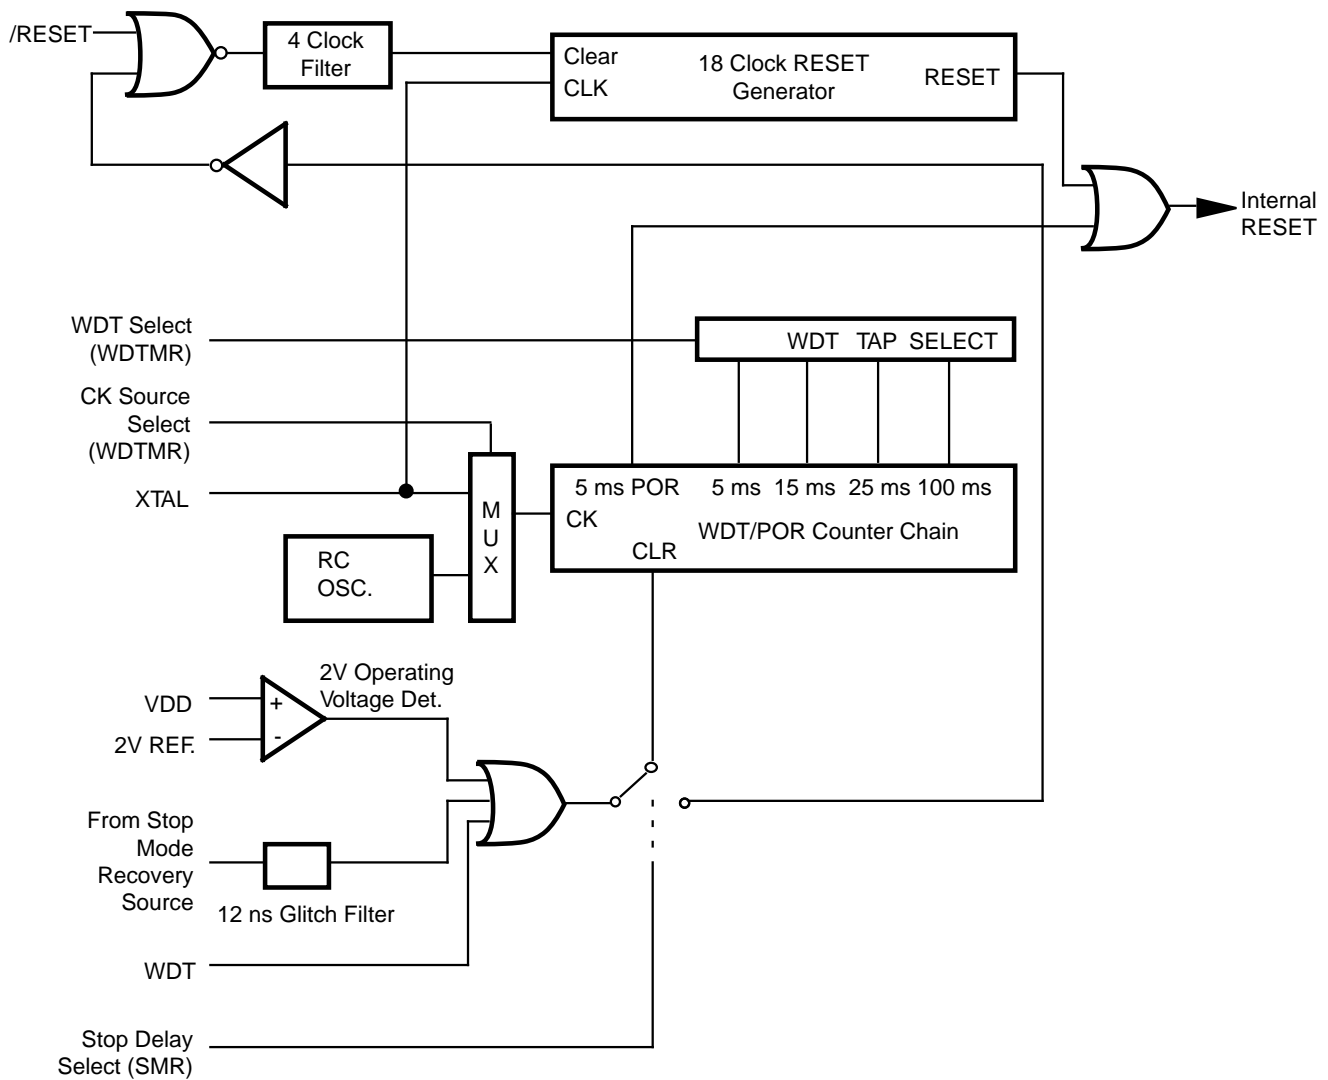 /RESET
4 Clock
Filter
Clear
CLK
18 Clock RESET
Generator
RESET
Internal
RESET
WDT Select
(WDTMR)
WDT TAP SELECT
CK Source
Select
(WDTMR)
XTAL
M
U
X
5 ms POR 5 ms 15 ms 25 ms 100 ms
CK
WDT/POR Counter Chain
CLR
RC
OSC.
2V Operating
Voltage Det.
VDD
+
2V REF.
-
From Stop
Mode
Recovery
Source
12 ns Glitch Filter
WDT
Stop Delay
Select (SMR)